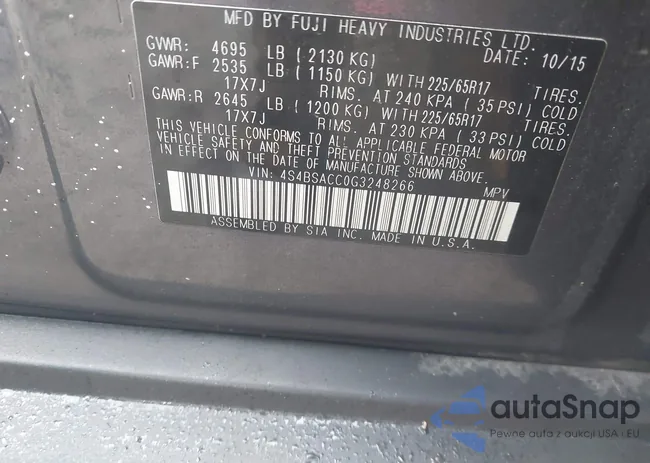 MFD BY FUJI HEAVY INDUSTRIES LTD.
DATE: 10/15
GVWR: 4695 LB (2130 KG)
GAWR:F 2535 LB (1150 KG) WITH 225/65R17 TIRES.
17X7J RIMS. AT 240 KPA (35 PSI) COLD
GAWR:R 2645 LB (1200 KG) WITH 225/65R17 TIRES.
17X7J RIMS. AT 230 KPA (33 PSI) COLD
THIS VEHICLE CONFORMS TO ALL APPLICABLE FEDERAL MOTOR
VEHICLE SAFETY AND THEFT PREVENTION STANDARDS
IN EFFECT ON THE DATE OF MANUFACTURE SHOWN ABOVE.
VIN: 4S4BSACC0G3248266 MPV
ASSEMBLED BY SIA INC. MADE IN U.S.A.
autaSnap
Pewne auta z aukcji USA i EU